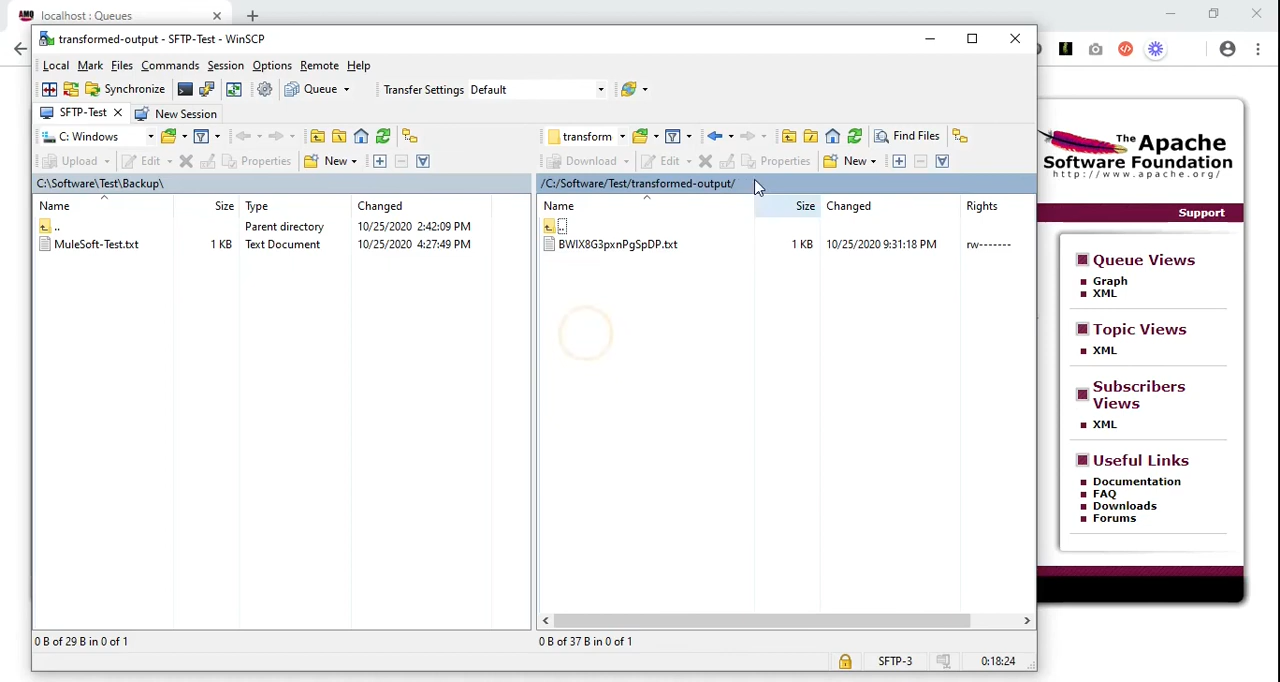 localhost : Queues
transformed-output - SFTP-Test - WinSCP
Local Mark Files Commands Session Options Remote Help
Synchronize Queue Transfer Settings Default
SFTP-Test New Session
C: Windows
transform Find Files
Upload Edit Properties New
Download Edit Properties New
C:\Software\Test\Backup\
/C:/Software/Test/transformed-output/
Name Size Type Changed
.. Parent directory 10/25/2020 2:42:09 PM
MuleSoft-Test.txt 1 KB Text Document 10/25/2020 4:27:49 PM
Name Size Changed Rights
..
BWIX8G3pxnPgSpDP.txt 1 KB 10/25/2020 9:31:18 PM rw-------
0 B of 29 B in 0 of 1
0 B of 37 B in 0 of 1
SFTP-3 0:18:24
The Apache
Software Foundation
http://www.apache.org/
Support
Queue Views
Graph
XML
Topic Views
XML
Subscribers
Views
XML
Useful Links
Documentation
FAQ
Downloads
Forums